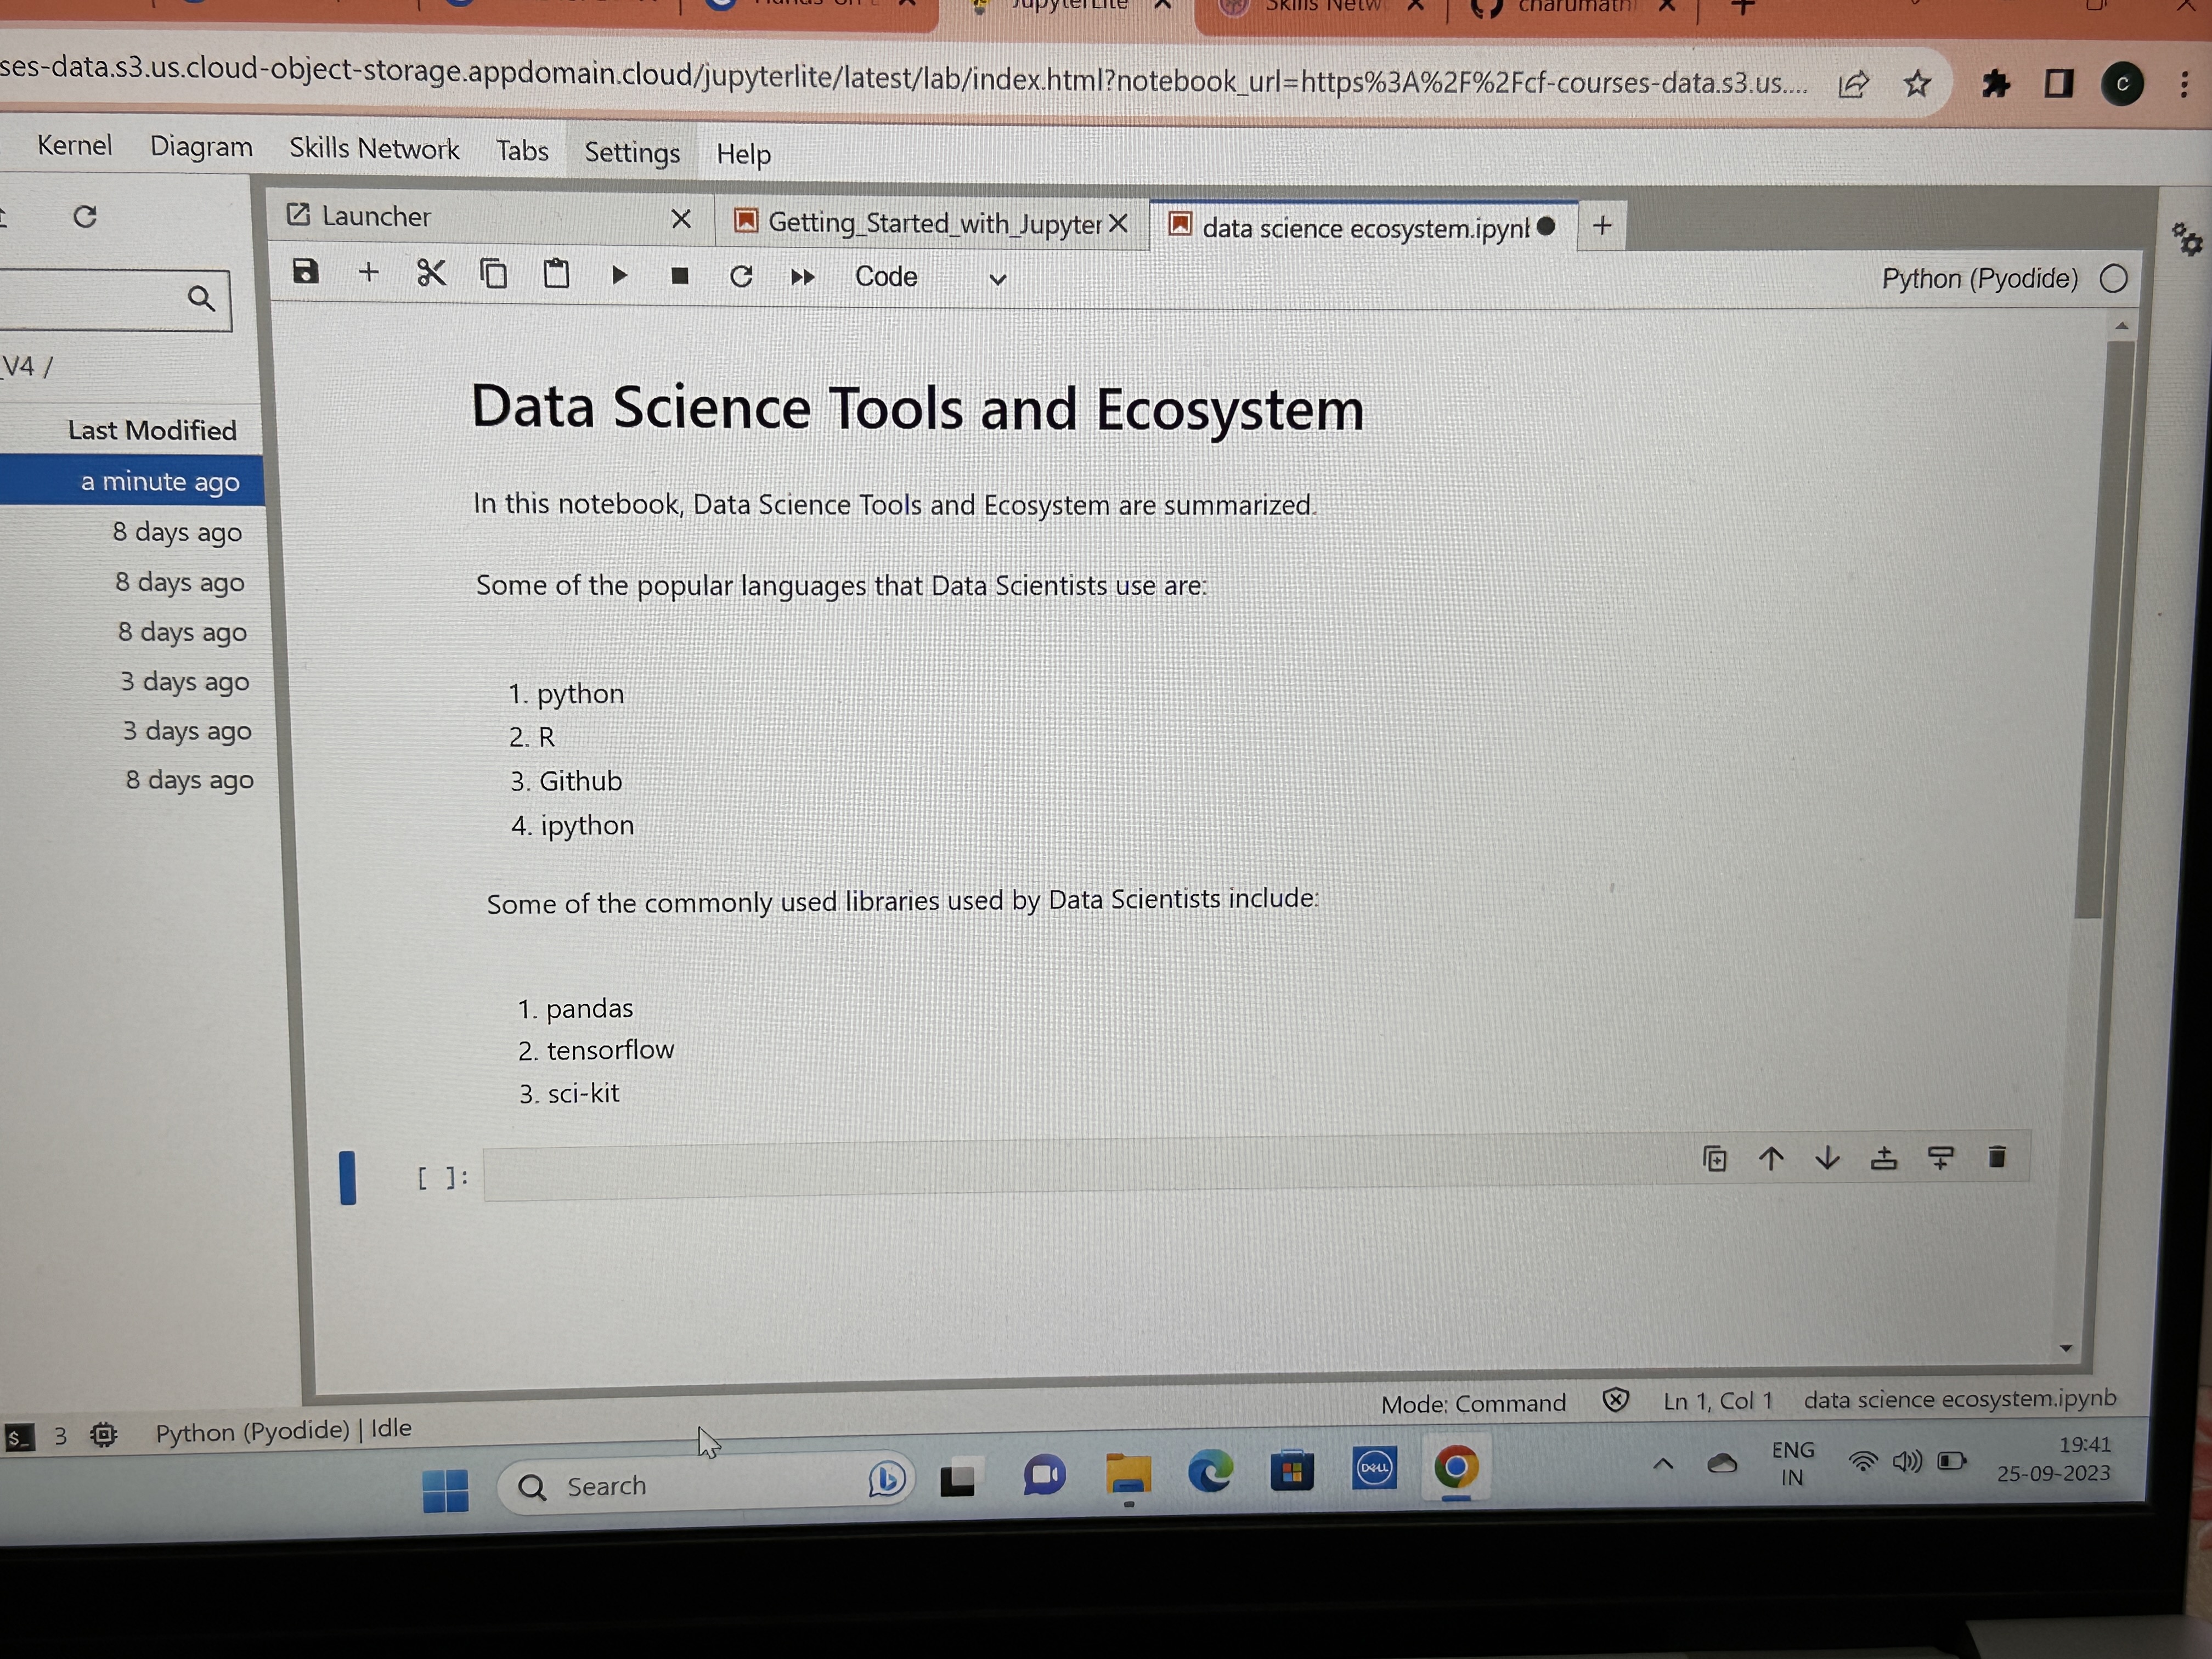 JupyterLite
Skills Netw
charumath
ses-data.s3.us.cloud-object-storage.appdomain.cloud/jupyterlite/latest/lab/index.html?notebook_url=https%3A%2F%2Fcf-courses-data.s3.us....
C
Kernel Diagram Skills Network Tabs Settings Help
Launcher Getting_Started_with_Jupyter data science ecosystem.ipynb
Code Python (Pyodide)
V4 /
Last Modified
a minute ago
8 days ago
8 days ago
8 days ago
3 days ago
3 days ago
8 days ago
Data Science Tools and Ecosystem
In this notebook, Data Science Tools and Ecosystem are summarized.
Some of the popular languages that Data Scientists use are:
1. python
2. R
3. Github
4. ipython
Some of the commonly used libraries used by Data Scientists include:
1. pandas
2. tensorflow
3. sci-kit
[ ]:
$_ 3 Python (Pyodide) | Idle Mode: Command Ln 1, Col 1 data science ecosystem.ipynb
Search
DELL
ENG
IN
19:41
25-09-2023